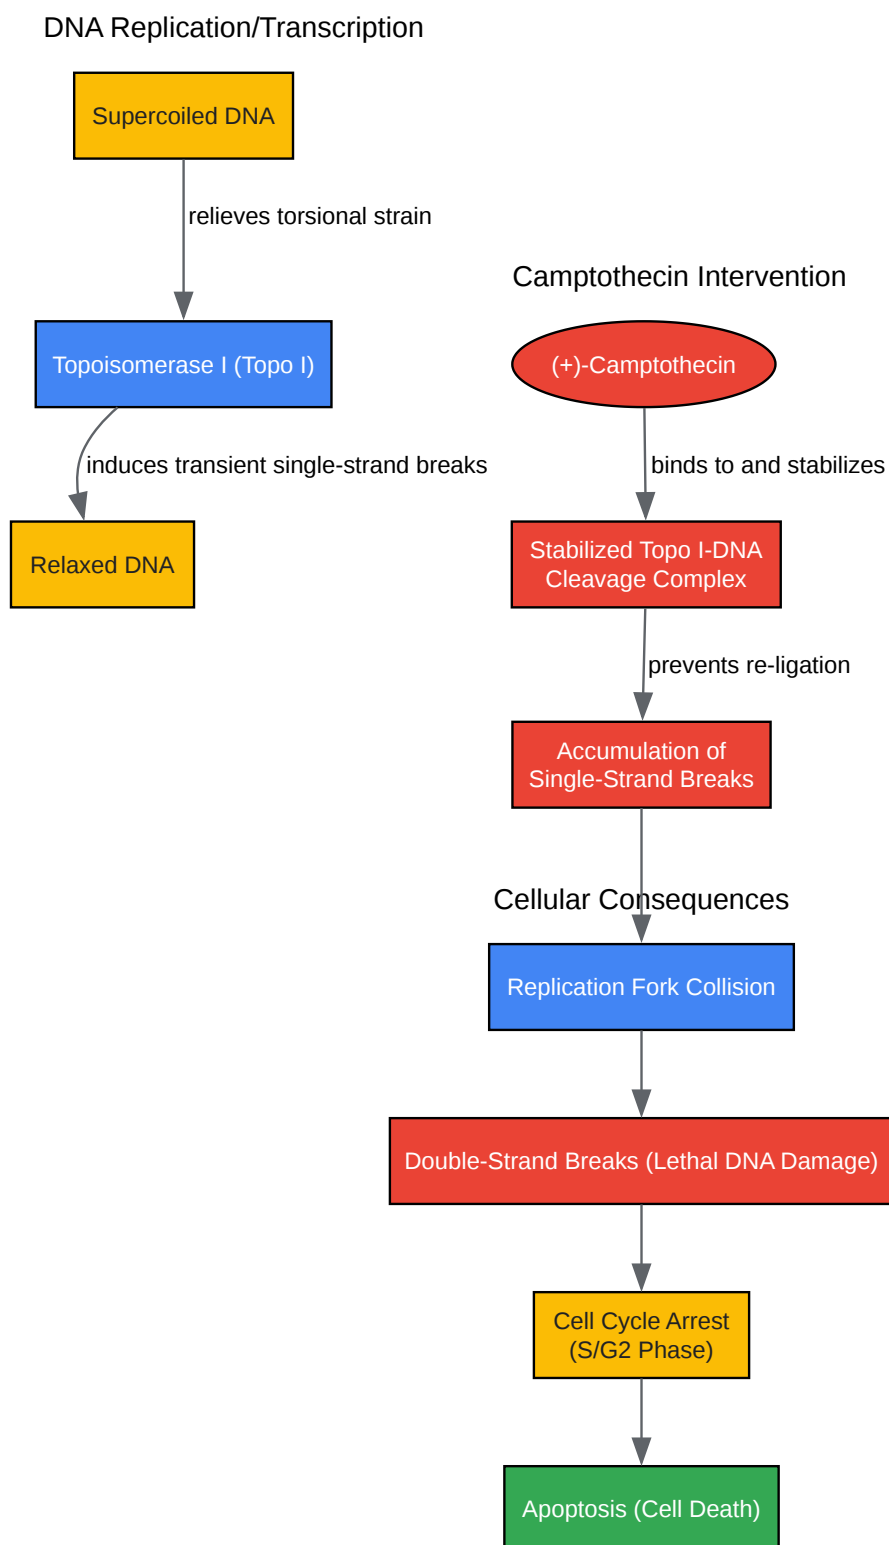 DNA Replication/Transcription
Supercoiled DNA
relieves torsional strain
Topoisomerase I (Topo I)
induces transient single-strand breaks
Relaxed DNA
Camptothecin Intervention
(+)-Camptothecin
binds to and stabilizes
Stabilized Topo I-DNA
Cleavage Complex
prevents re-ligation
Accumulation of
Single-Strand Breaks
Cellular Consequences
Replication Fork Collision
Double-Strand Breaks (Lethal DNA Damage)
Cell Cycle Arrest
(S/G2 Phase)
Apoptosis (Cell Death)